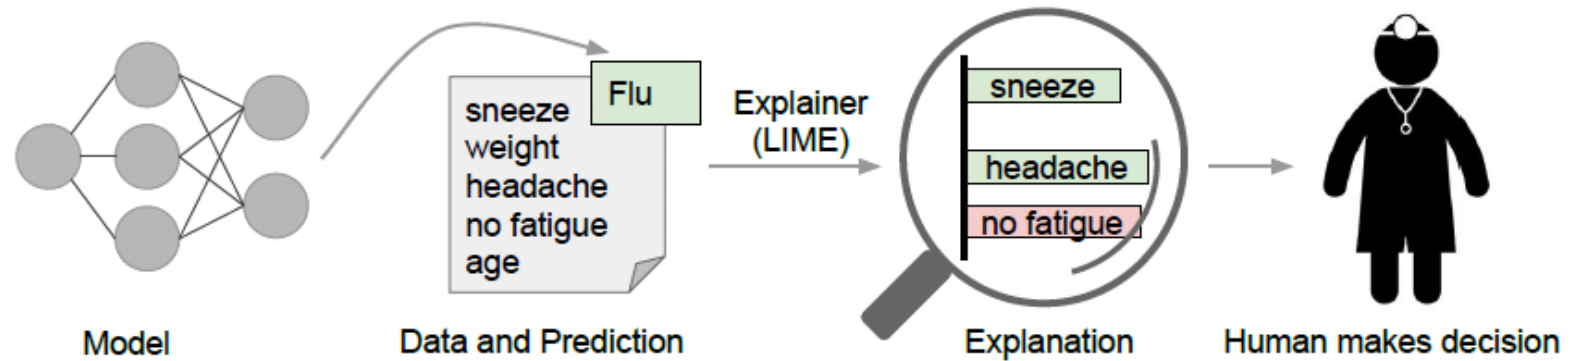 Flu
sneeze
weight
headache
no fatigue
age
Explainer
(LIME)
sneeze
headache
no fatigue
Model
Data and Prediction
Explanation
Human makes decision